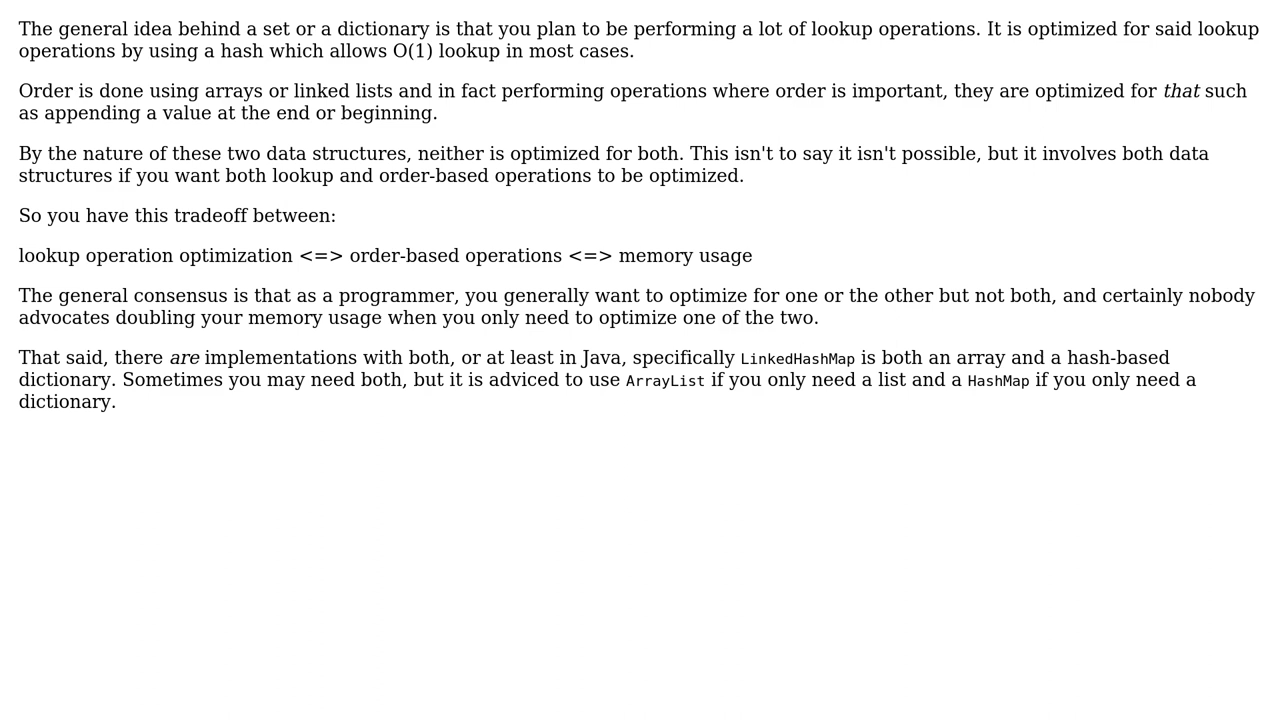 The general idea behind a set or a dictionary is that you plan to be performing a lot of lookup operations. It is optimized for said lookup
operations by using a hash which allows O(1) lookup in most cases.
Order is done using arrays or linked lists and in fact performing operations where order is important, they are optimized for that such
as appending a value at the end or beginning.
By the nature of these two data structures, neither is optimized for both. This isn't to say it isn't possible, but it involves both data
structures if you want both lookup and order-based operations to be optimized.
So you have this tradeoff between:
lookup operation optimization <=> order-based operations <=> memory usage
The general consensus is that as a programmer, you generally want to optimize for one or the other but not both, and certainly nobody
advocates doubling your memory usage when you only need to optimize one of the two.
That said, there are implementations with both, or at least in Java, specifically LinkedHashMap is both an array and a hash-based
dictionary. Sometimes you may need both, but it is adviced to use ArrayList if you only need a list and a HashMap if you only need a
dictionary.